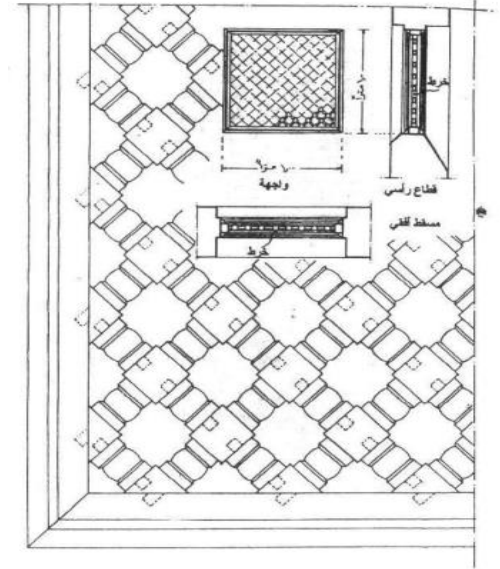 خرط
واجهة
قطاع رأسي
مسقط أفقي
خرط